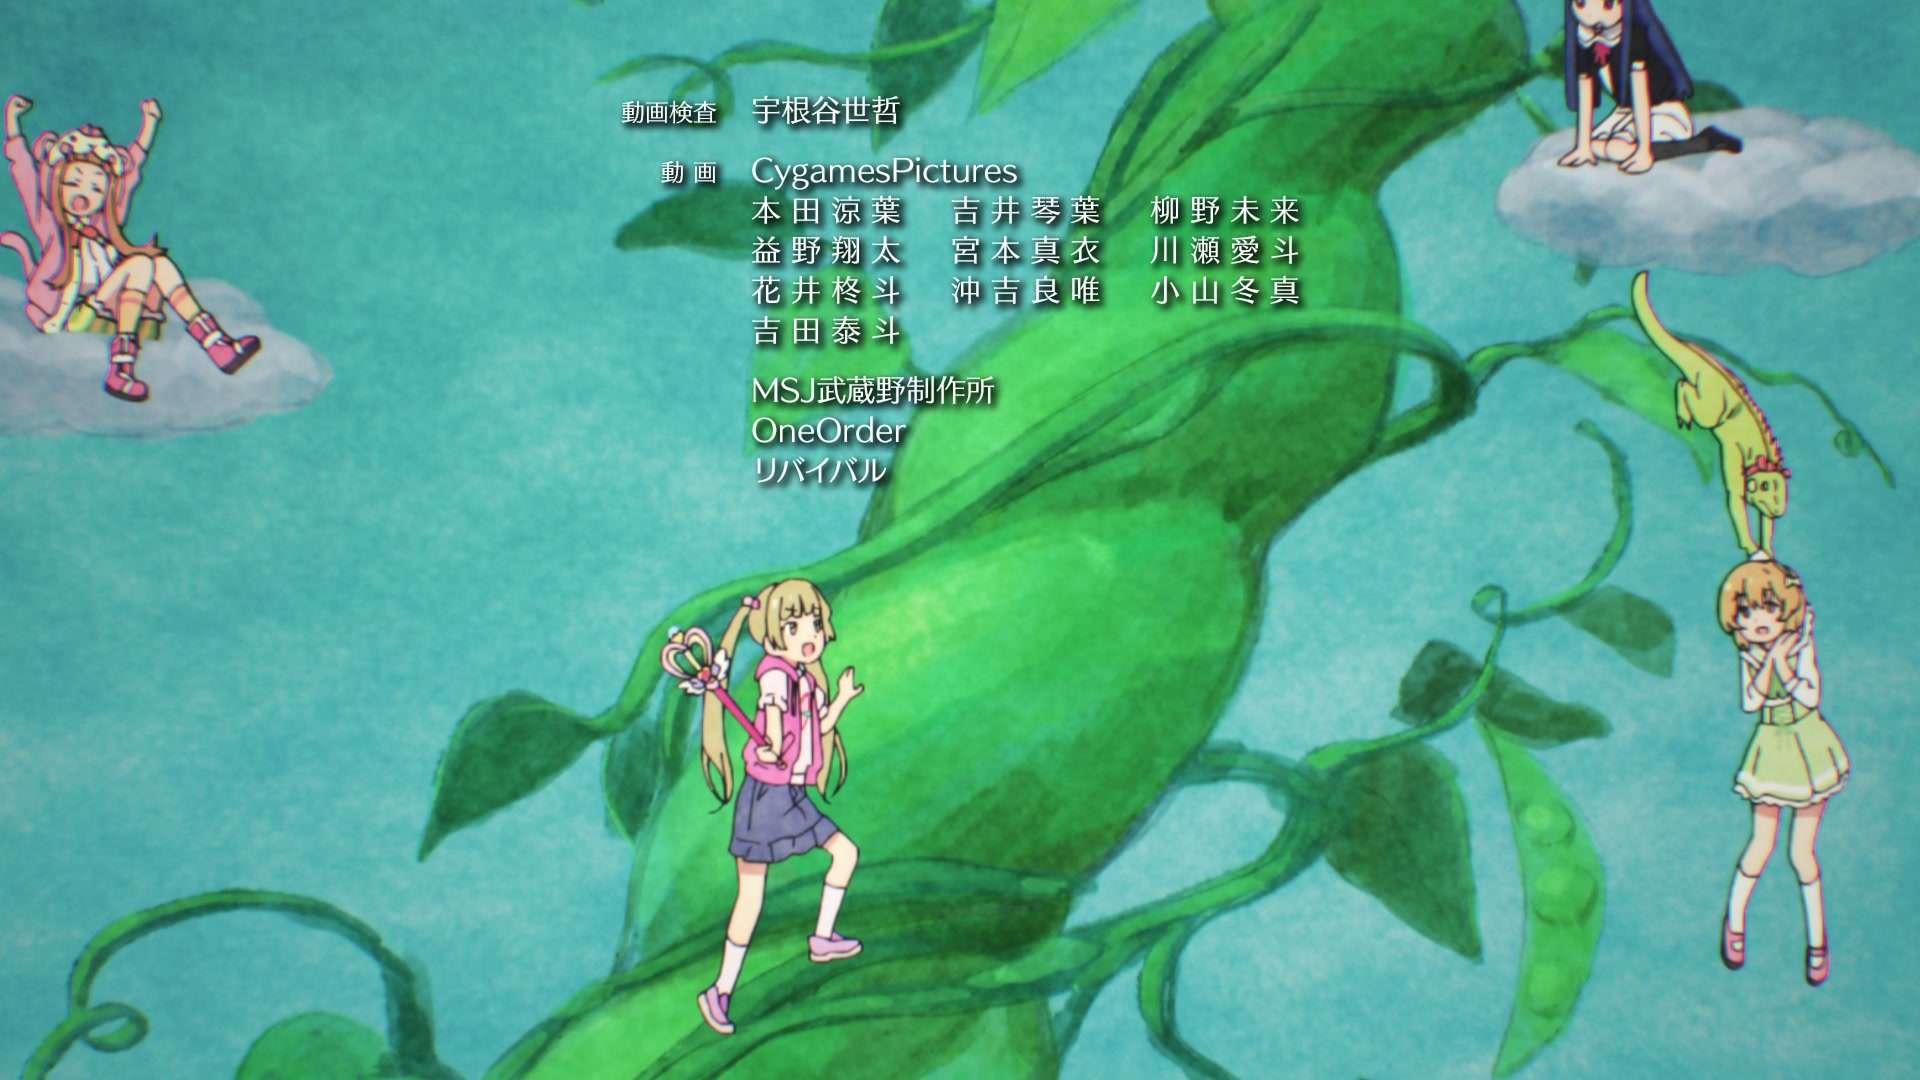 動画検査 宇根谷世哲
動画 CygamesPictures
本田涼葉 吉井琴葉 柳野未来
益野翔太 宮本真衣 川瀬愛斗
花井柊斗 沖吉良唯 小山冬真
吉田泰斗
MSJ武蔵野制作所
OneOrder
リバイバル